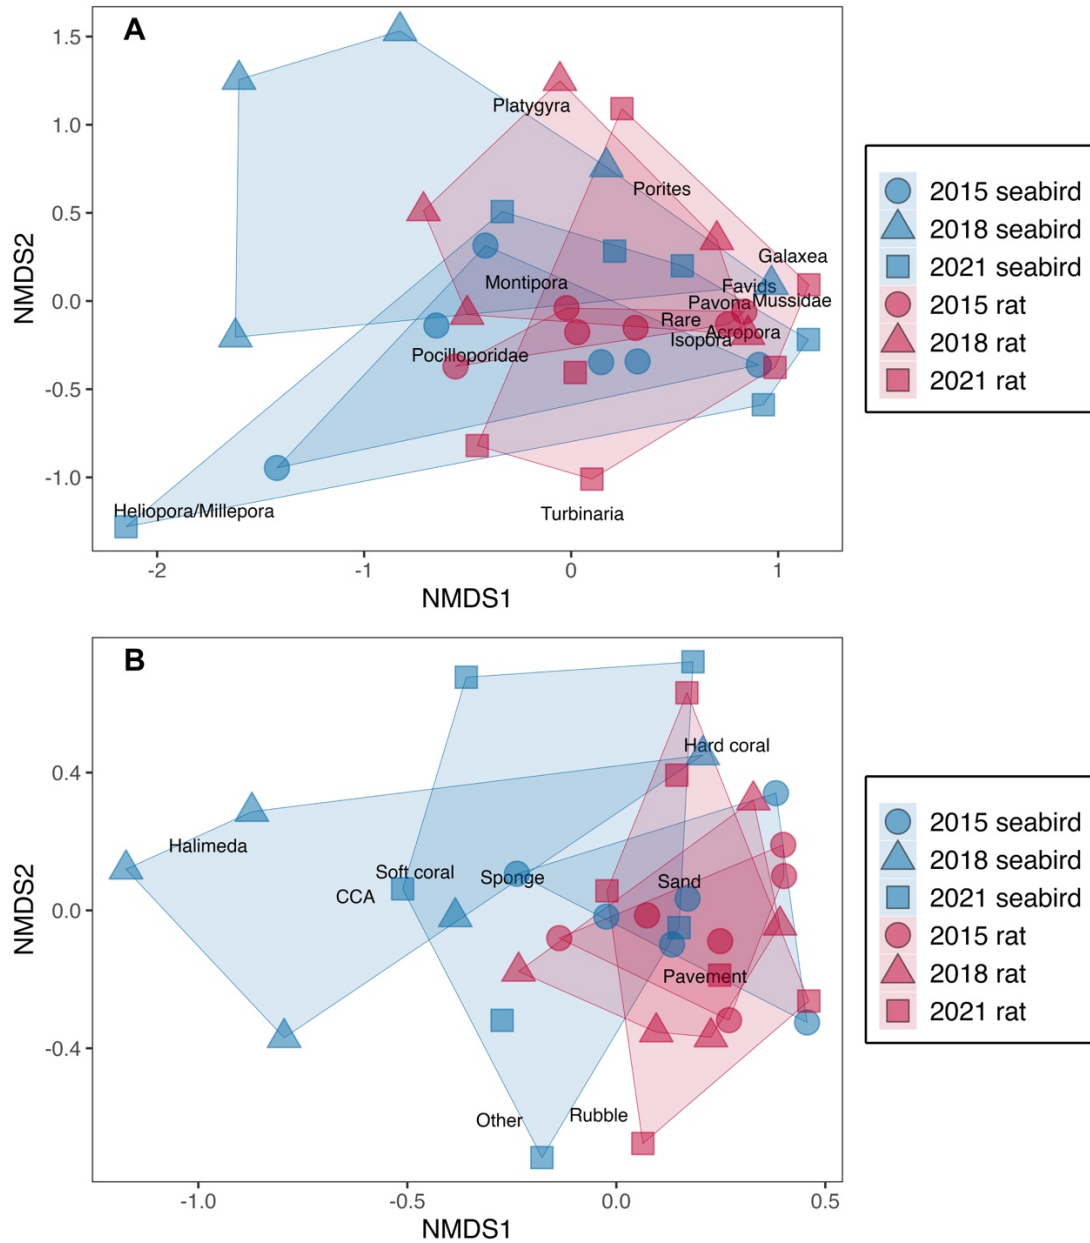 A
1.5
1.0
0.5
0.0
-0.5
-1.0
NMDS2
Platygyra
Porites
Galaxea
Montipora
Favids
Pavona
Mussidae
Rare
Acropora
Isopora
Pocilloporidae
Heliopora/Millepora
Turbinaria
-2
-1
0
1
NMDS1
2015 seabird
2018 seabird
2021 seabird
2015 rat
2018 rat
2021 rat
B
0.4
0.0
-0.4
NMDS2
Hard coral
Halimeda
Soft coral
CCA
Sponge
Sand
Pavement
Other
Rubble
-1.0
-0.5
0.0
0.5
NMDS1
2015 seabird
2018 seabird
2021 seabird
2015 rat
2018 rat
2021 rat